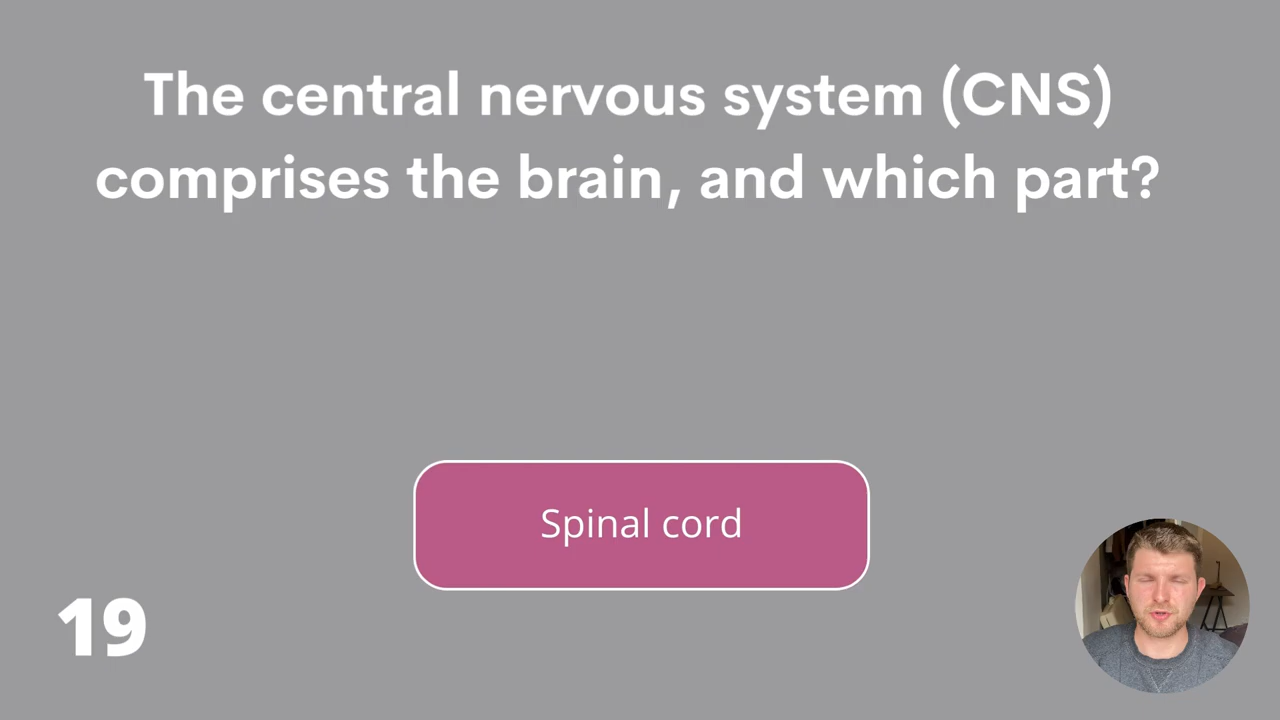 The central nervous system (CNS)
comprises the brain, and which part?
Spinal cord
19